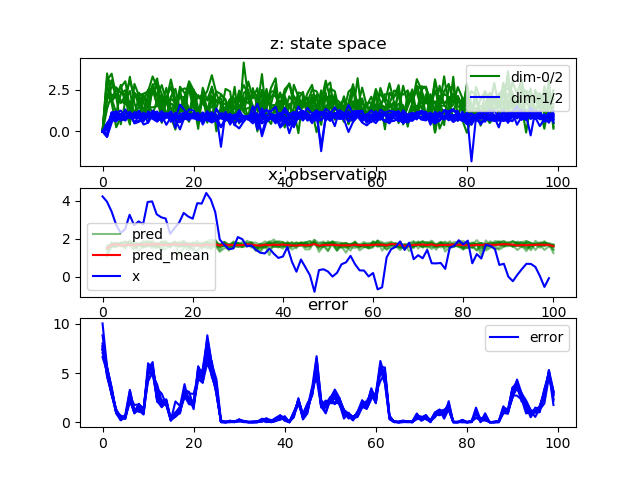 z: state space
2.5
0.0
dim-0/2
dim-1/2
0 20 40 60 80 100
x: observation
4
2
0
pred
pred_mean
x
0 20 40 60 80 100
error
10
5
0
error
0 20 40 60 80 100